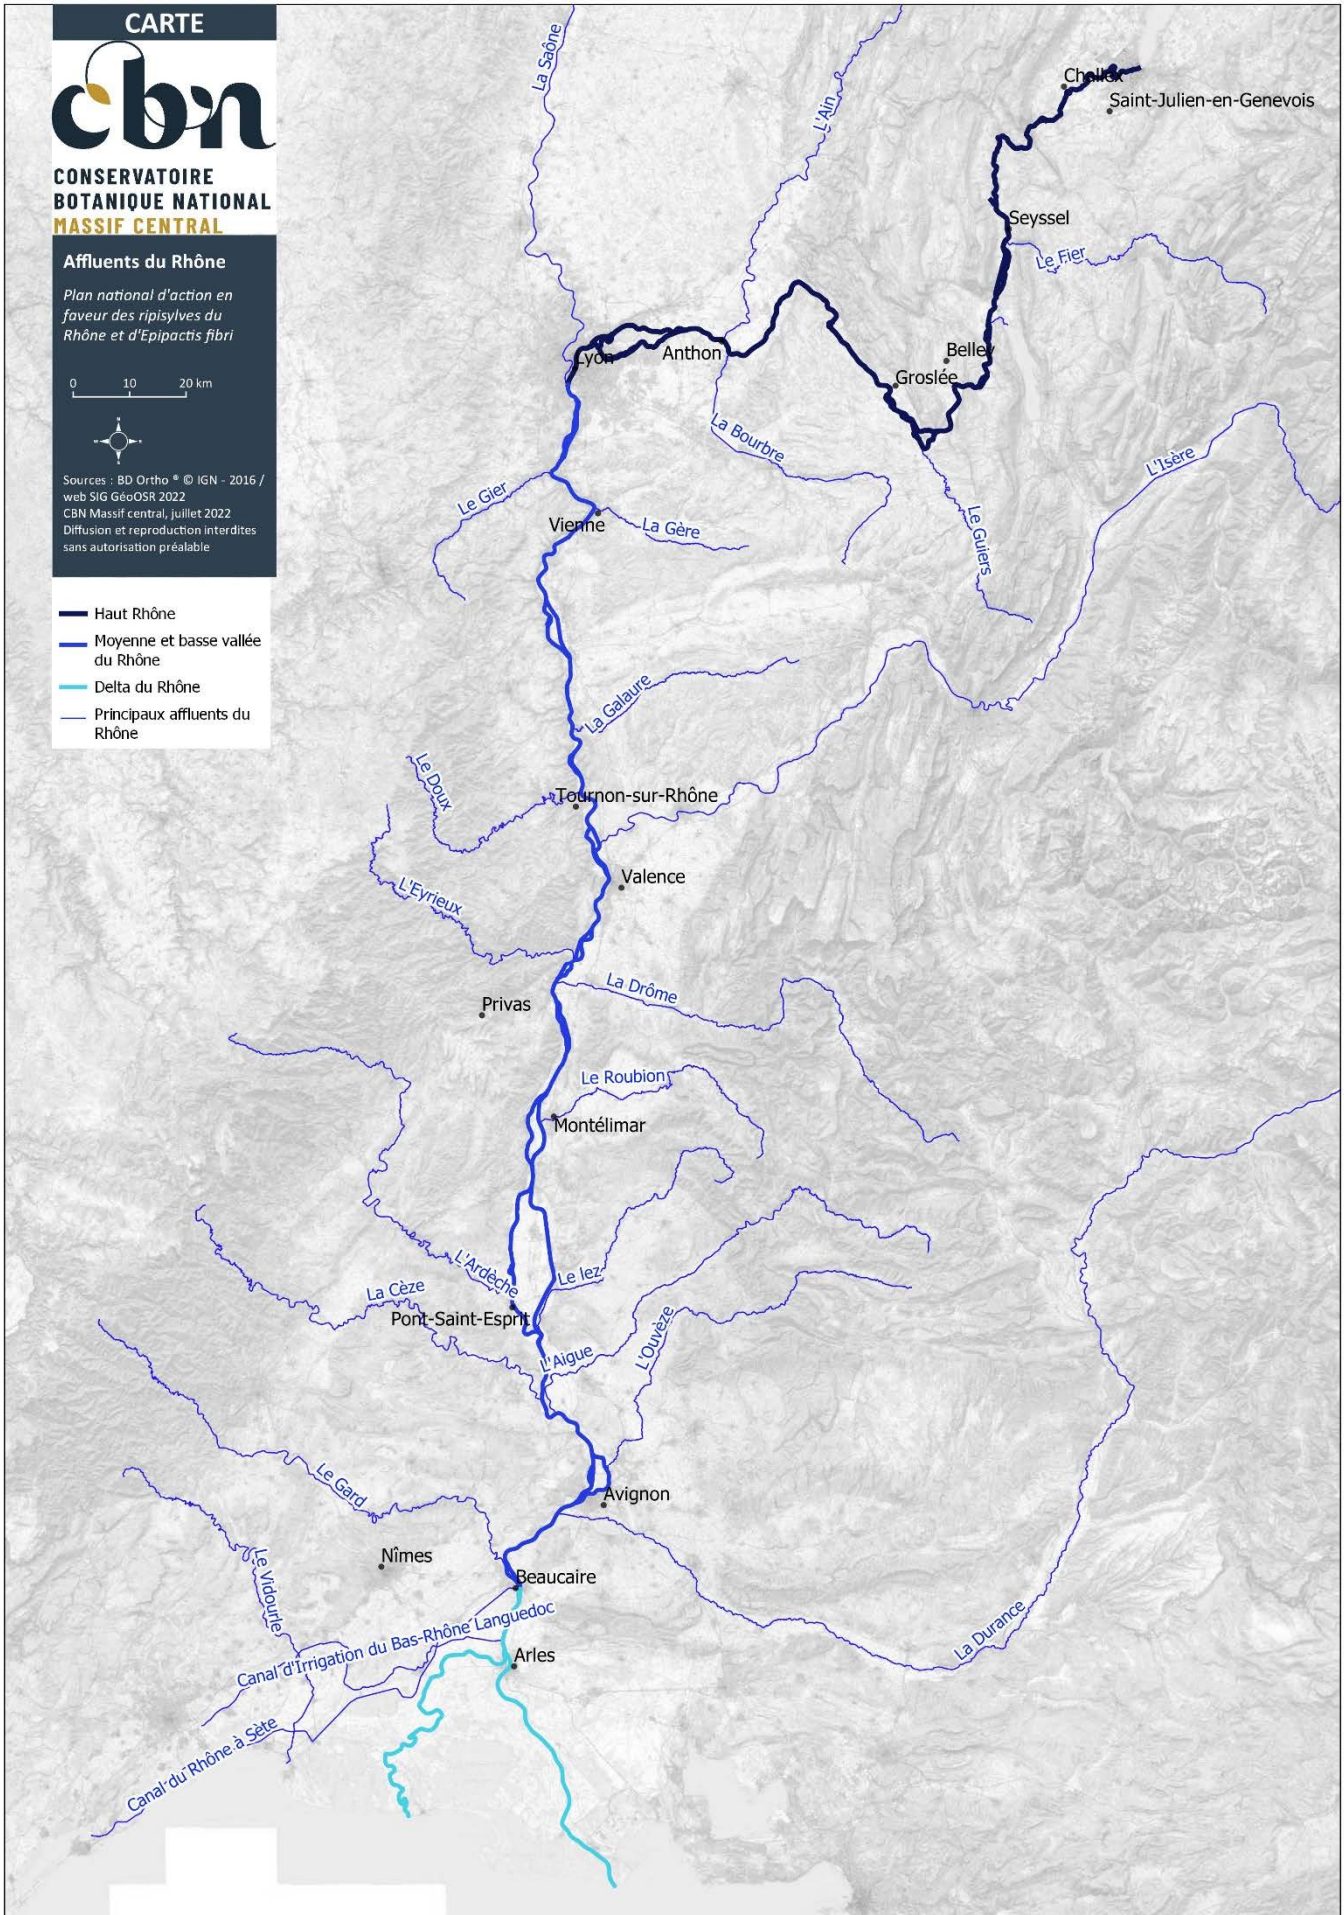 CARTE
cbn
CONSERVATOIRE
BOTANIQUE NATIONAL
MASSIF CENTRAL
Affluents du Rhône
Plan national d'action en
faveur des ripisylves du
Rhône et d'Epipactis fibri
0 10 20 km
N
Sources : BD Ortho ® © IGN - 2016 /
web SIG GéoOSR 2022
CBN Massif central, juillet 2022
Diffusion et reproduction interdites
sans autorisation préalable
Haut Rhône
Moyenne et basse vallée
du Rhône
Delta du Rhône
Principaux affluents du
Rhône
La Saône
L'Ain
Challex
Saint-Julien-en-Genevois
Seyssel
Le Fier
Lyon
Anthon
Belley
Groslée
La Bourbre
L'Isère
Le Gier
Vienne
La Gère
Le Guiers
La Galaure
Le Doux
Tournon-sur-Rhône
Valence
L'Eyrieux
La Drôme
Privas
Le Roubion
Montélimar
L'Ardèche
Le lez
La Cèze
Pont-Saint-Esprit
L'Aigue
L'Ouvèze
Le Gard
Avignon
Nîmes
Le Vidourle
Beaucaire
Canal d'Irrigation du Bas-Rhône Languedoc
La Durance
Arles
Canal du Rhône à Sète